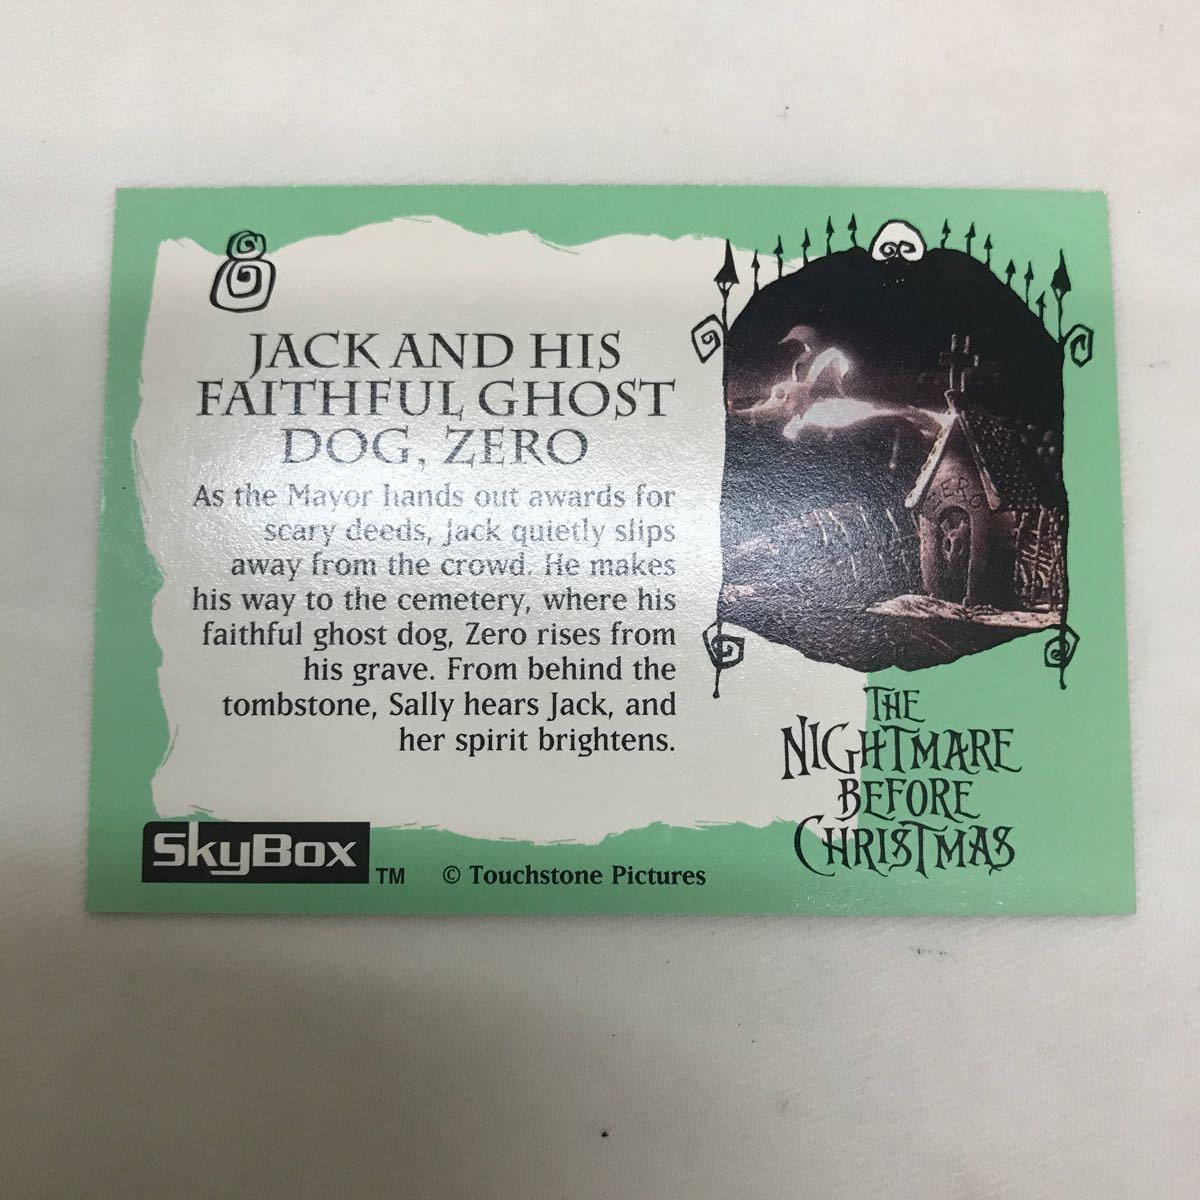 8
JACK AND HIS
FAITHFUL GHOST
DOG, ZERO
As the Mayor hands out awards for
scary deeds, Jack quietly slips
away from the crowd. He makes
his way to the cemetery, where his
faithful ghost dog, Zero rises from
his grave. From behind the
tombstone, Sally hears Jack, and
her spirit brightens.
ZERO
THE
NIGHTMARE
BEFORE
CHRISTMAS
SkyBox TM © Touchstone Pictures